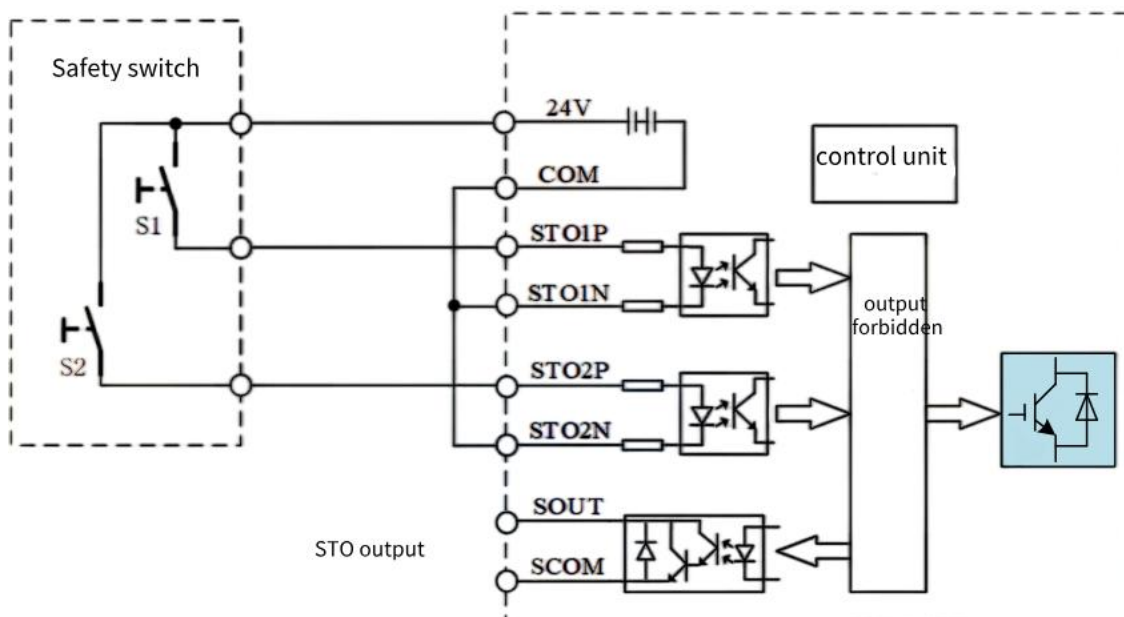 Safety switch
24V
control unit
COM
S1
STO1P
output
forbidden
STO1N
S2
STO2P
STO2N
SOUT
STO output
SCOM